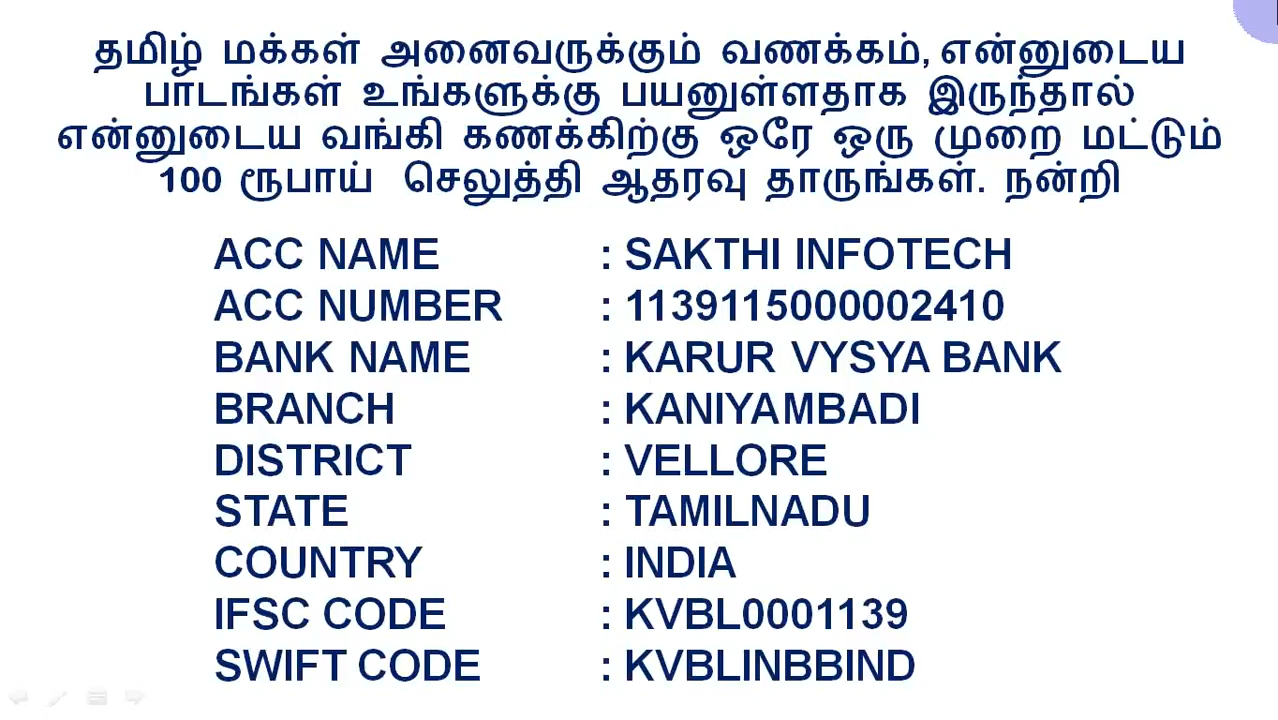 தமிழ் மக்கள் அனைவருக்கும் வணக்கம், என்னுடைய
பாடங்கள் உங்களுக்கு பயனுள்ளதாக இருந்தால்
என்னுடைய வங்கி கணக்கிற்கு ஒரே ஒரு முறை மட்டும்
100 ரூபாய் செலுத்தி ஆதரவு தாருங்கள். நன்றி
ACC NAME : SAKTHI INFOTECH
ACC NUMBER : 1139115000002410
BANK NAME : KARUR VYSYA BANK
BRANCH : KANIYAMBADI
DISTRICT : VELLORE
STATE : TAMILNADU
COUNTRY : INDIA
IFSC CODE : KVBL0001139
SWIFT CODE : KVBLINBBIND